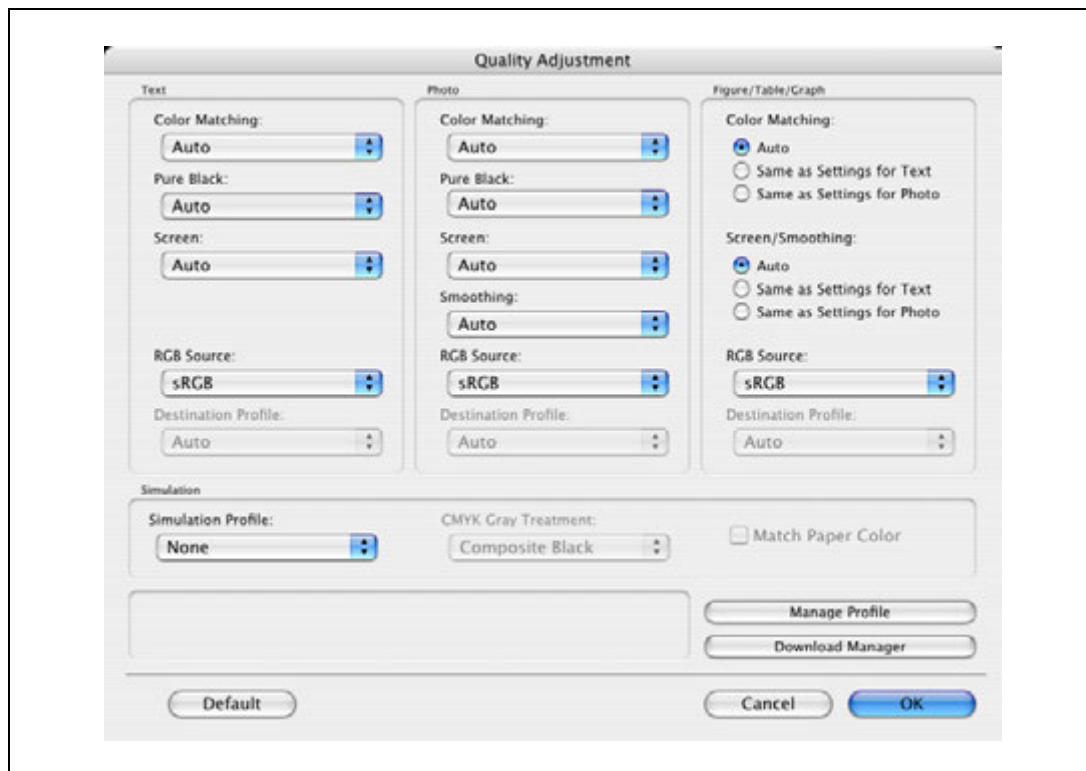 Quality Adjustment
Text
Color Matching:
Auto
Pure Black:
Auto
Screen:
Auto
RGB Source:
sRGB
Destination Profile:
Auto
Photo
Color Matching:
Auto
Pure Black:
Auto
Screen:
Auto
Smoothing:
Auto
RGB Source:
sRGB
Destination Profile:
Auto
Figure/Table/Graph
Color Matching:
Auto
Same as Settings for Text
Same as Settings for Photo
Screen/Smoothing:
Auto
Same as Settings for Text
Same as Settings for Photo
RGB Source:
sRGB
Destination Profile:
Auto
Simulation
Simulation Profile:
None
CMYK Gray Treatment:
Composite Black
Match Paper Color
Manage Profile
Download Manager
Default
Cancel
OK